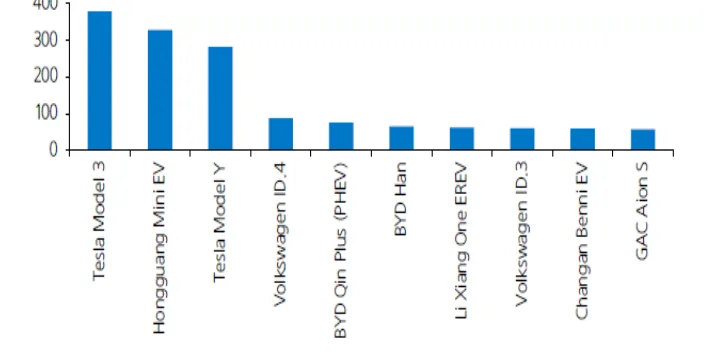 400
300
200
100
0
Tesla Model 3
Hongguang Mini EV
Tesla Model Y
Volkswagen ID.4
BYD Qin Plus (PHEV)
BYD Han
Li Xiang One EREV
Volkswagen ID.3
Changan Benni EV
GAC Aion S